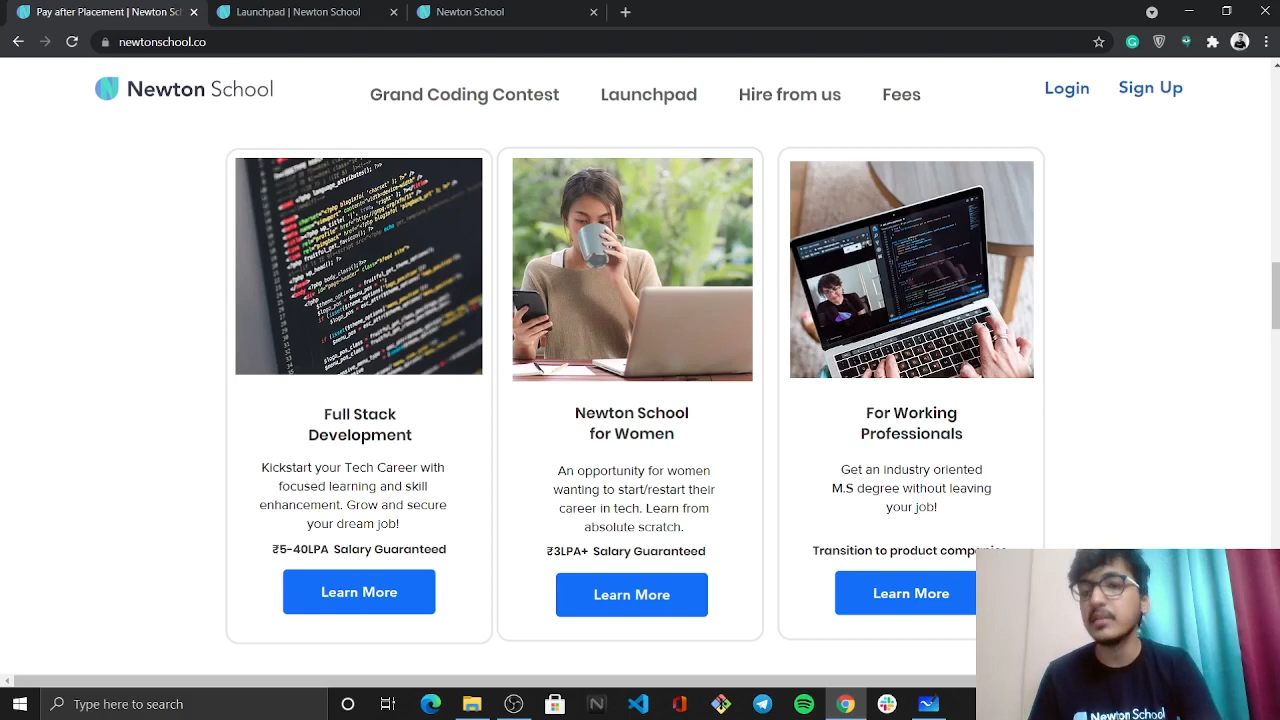 Pay after Placement | Newton Sc
Launchpad | Newton School
Newton School
newtonschool.co
Newton School
Grand Coding Contest
Launchpad
Hire from us
Fees
Login
Sign Up
Full Stack
Development
Kickstart your Tech Career with
focused learning and skill
enhancement. Grow and secure
your dream job!
₹5-40LPA Salary Guaranteed
Learn More
Newton School
for Women
An opportunity for women
wanting to start/restart their
career in tech. Learn from
absolute scratch.
₹3LPA+ Salary Guaranteed
Learn More
For Working
Professionals
Get an industry oriented
M.S degree without leaving
your job!
Transition to product companies
Learn More
Type here to search
Newton School